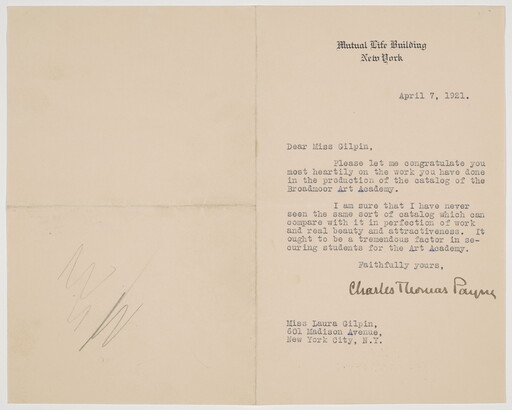 Mutual Life Building
New York
April 7, 1921.
Dear Miss Gilpin,
Please let me congratulate you
most heartily on the work you have done
in the production of the catalog of the
Broadmoor Art Academy.
I am sure that I have never
seen the same sort of catalog which can
compare with it in perfection of work
and real beauty and attractiveness. It
ought to be a tremendous factor in se-
curing students for the Art Academy.
Faithfully yours,
Charles Thomas Payne
Miss Laura Gilpin,
601 Madison Avenue,
New York City, N.Y.